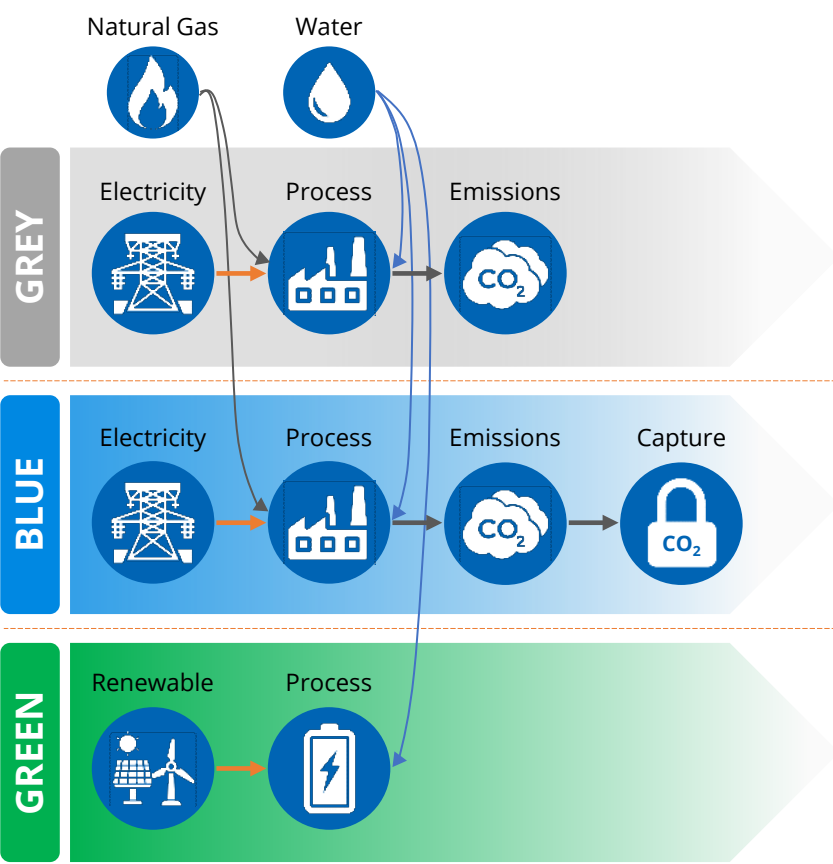 Natural Gas
Water
GREY
Electricity
Process
Emissions
CO2
BLUE
Electricity
Process
Emissions
Capture
CO2
CO2
GREEN
Renewable
Process